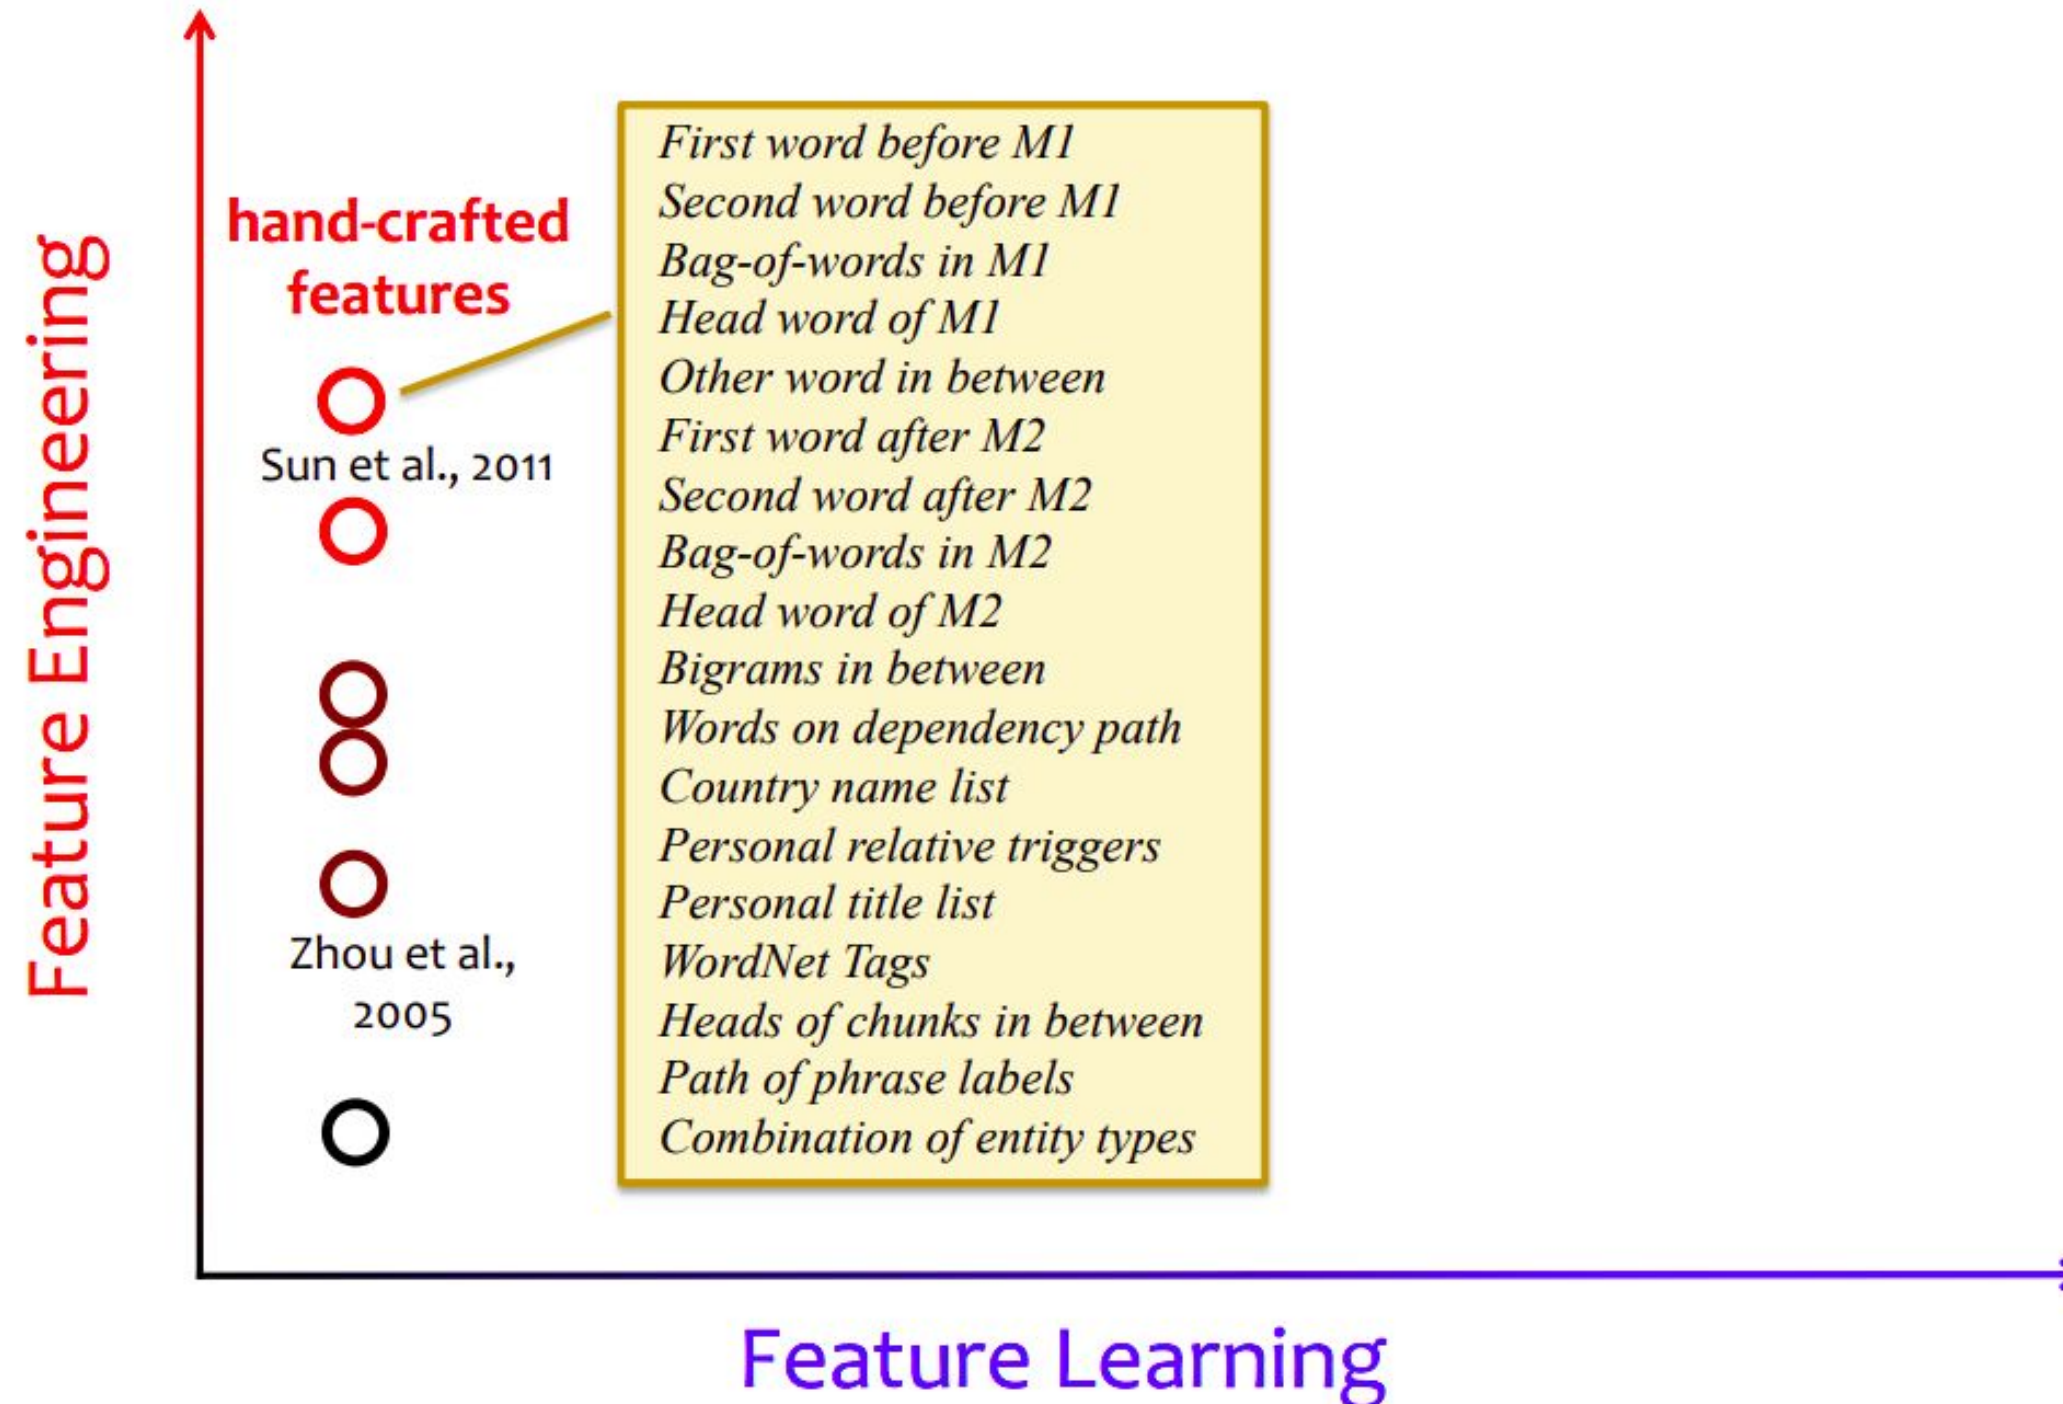 Feature Engineering
hand-crafted
features
Sun et al., 2011
Zhou et al.,
2005
First word before M1
Second word before M1
Bag-of-words in M1
Head word of M1
Other word in between
First word after M2
Second word after M2
Bag-of-words in M2
Head word of M2
Bigrams in between
Words on dependency path
Country name list
Personal relative triggers
Personal title list
WordNet Tags
Heads of chunks in between
Path of phrase labels
Combination of entity types
Feature Learning